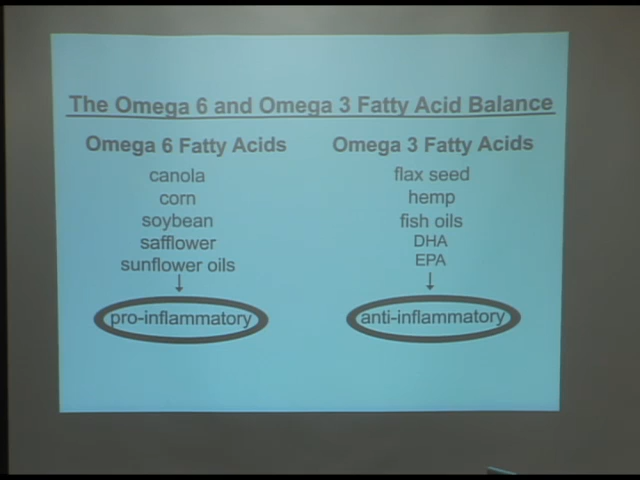 The Omega 6 and Omega 3 Fatty Acid Balance
Omega 6 Fatty Acids
canola
corn
soybean
safflower
sunflower oils
pro-inflammatory
Omega 3 Fatty Acids
flax seed
hemp
fish oils
DHA
EPA
anti-inflammatory